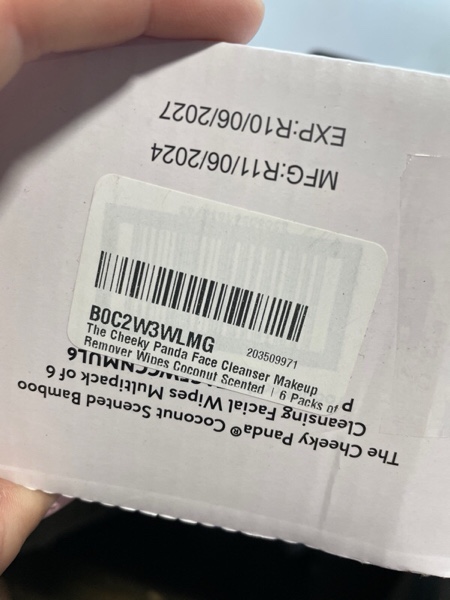 EXP:R10/06/2027
MFG:R11/06/2024
B0C2W3WLMG
203509971
The Cheeky Panda Face Cleanser Makeup
Remover Wipes Coconut Scented | 6 Packs of
P
The Cheeky Panda® Coconut Scented Bamboo
Cleansing Facial Wipes Multipack of 6